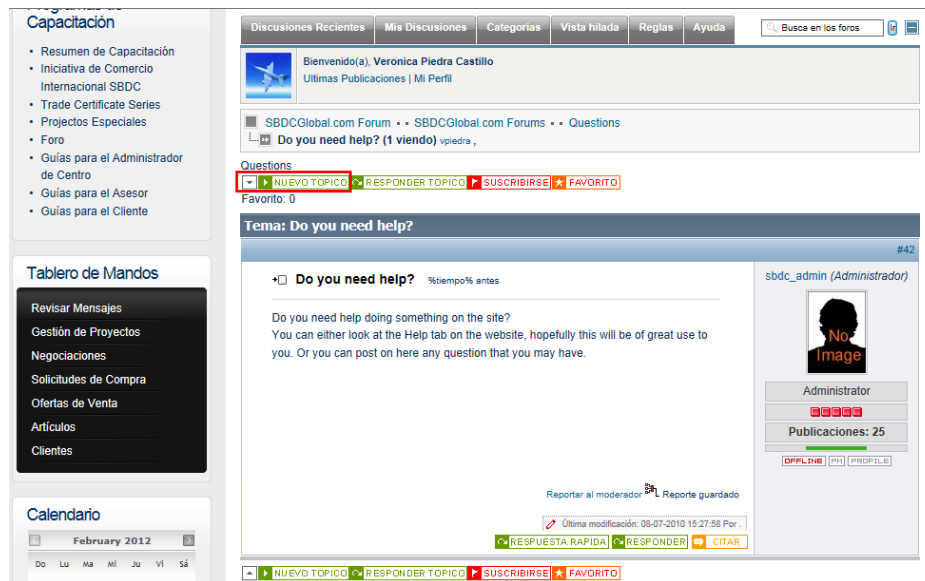 Programas de
Capacitación
Resumen de Capacitación
Iniciativa de Comercio
Internacional SBDC
Trade Certificate Series
Projectos Especiales
Foro
Guías para el Administrador
de Centro
Guías para el Asesor
Guías para el Cliente
Tablero de Mandos
Revisar Mensajes
Gestión de Proyectos
Negociaciones
Solicitudes de Compra
Ofertas de Venta
Artículos
Clientes
Calendario
February 2012
Do Lu Ma Mi Ju Vi Sá
Discusiones Recientes Mis Discusiones Categorias Vista hilada Reglas Ayuda
Busca en los foros Ir
Bienvenido(a), Veronica Piedra Castillo
Ultimas Publicaciones | Mi Perfil
SBDCGlobal.com Forum SBDCGlobal.com Forums Questions
Do you need help? (1 viendo) vpiedra ,
Questions
NUEVO TOPICO RESPONDER TOPICO SUSCRIBIRSE FAVORITO
Favorito: 0
Tema: Do you need help?
#42
Do you need help? %tiempo% antes
Do you need help doing something on the site?
You can either look at the Help tab on the website, hopefully this will be of great use to
you. Or you can post on here any question that you may have.
Reportar al moderador Reporte guardado
Última modificación: 08-07-2010 15:27:58 Por .
RESPUESTA RAPIDA RESPONDER CITAR
sbdc_admin (Administrador)
No
Image
Administrator
Publicaciones: 25
OFFLINE PM PROFILE
NUEVO TOPICO RESPONDER TOPICO SUSCRIBIRSE FAVORITO